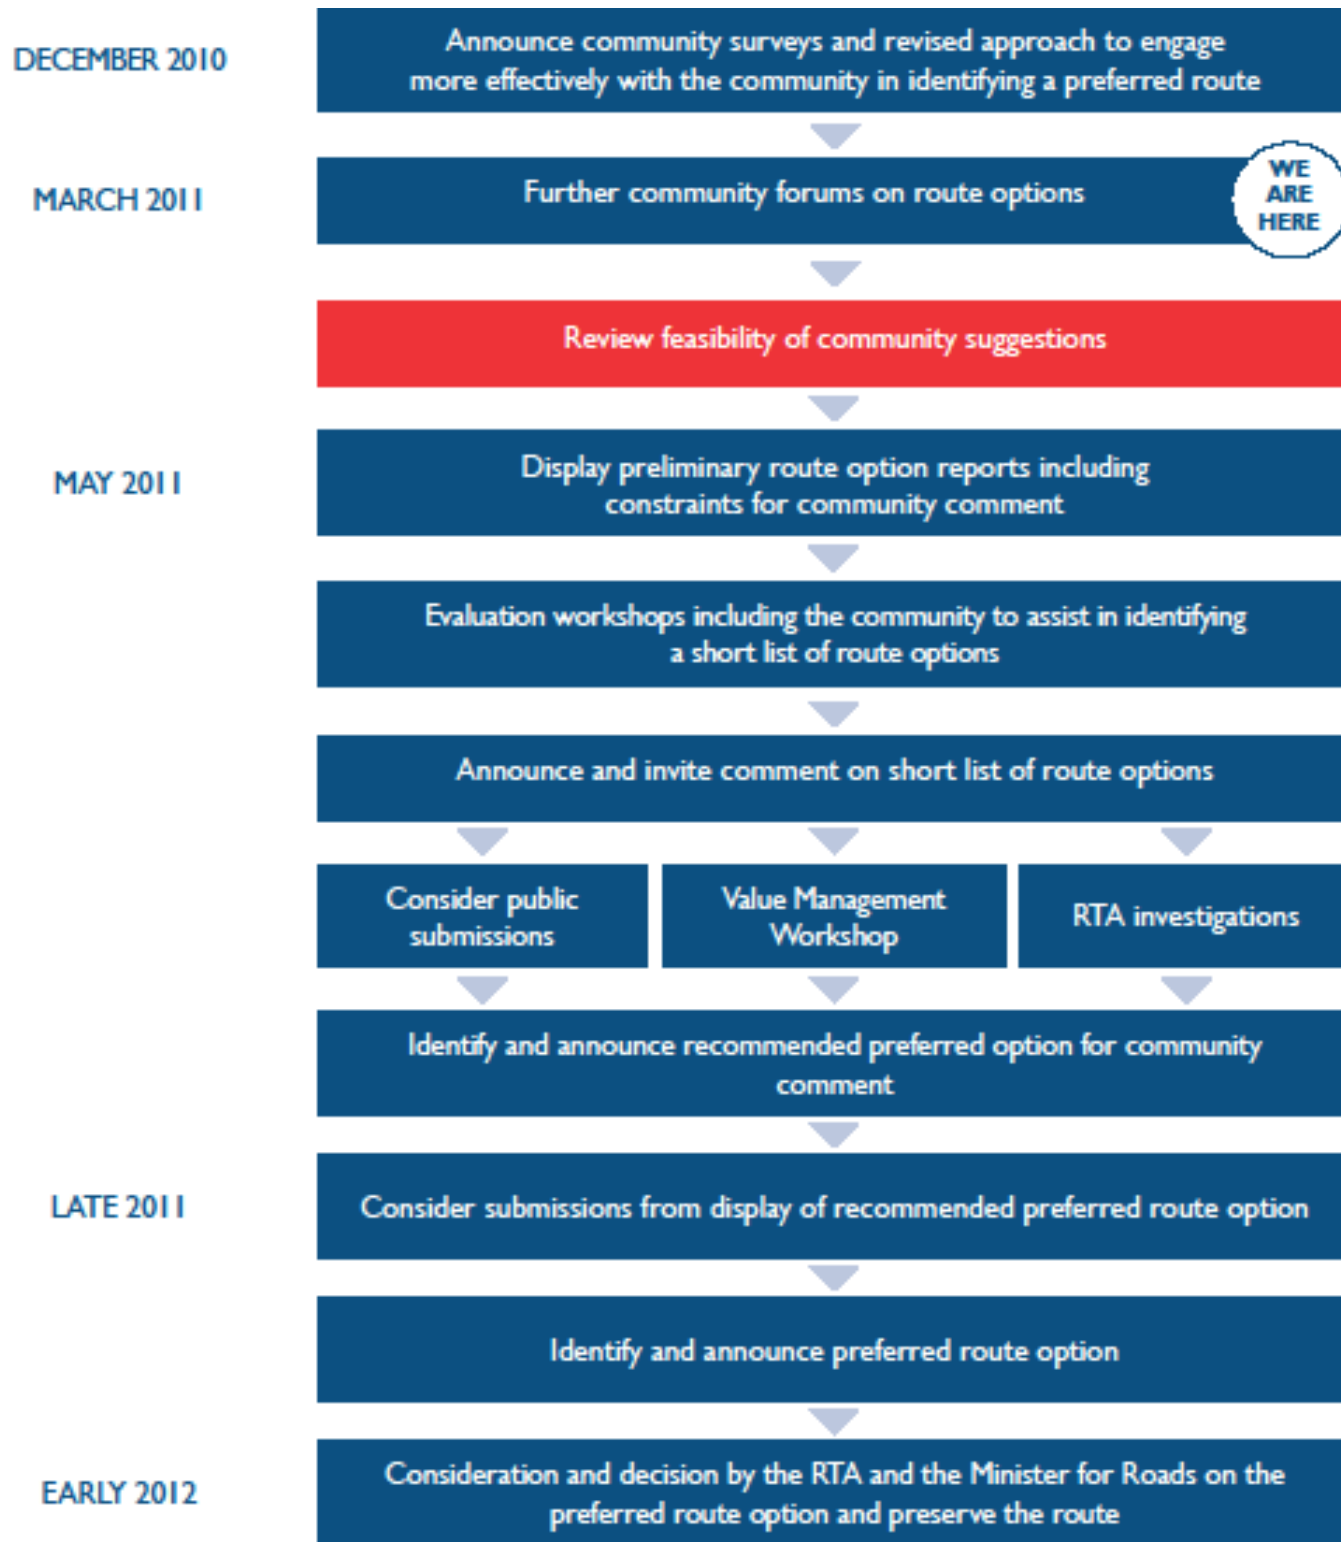 DECEMBER 2010
Announce community surveys and revised approach to engage
more effectively with the community in identifying a preferred route
MARCH 2011
Further community forums on route options
WE
ARE
HERE
Review feasibility of community suggestions
MAY 2011
Display preliminary route option reports including
constraints for community comment
Evaluation workshops including the community to assist in identifying
a short list of route options
Announce and invite comment on short list of route options
Consider public
submissions
Value Management
Workshop
RTA investigations
Identify and announce recommended preferred option for community
comment
LATE 2011
Consider submissions from display of recommended preferred route option
Identify and announce preferred route option
EARLY 2012
Consideration and decision by the RTA and the Minister for Roads on the
preferred route option and preserve the route